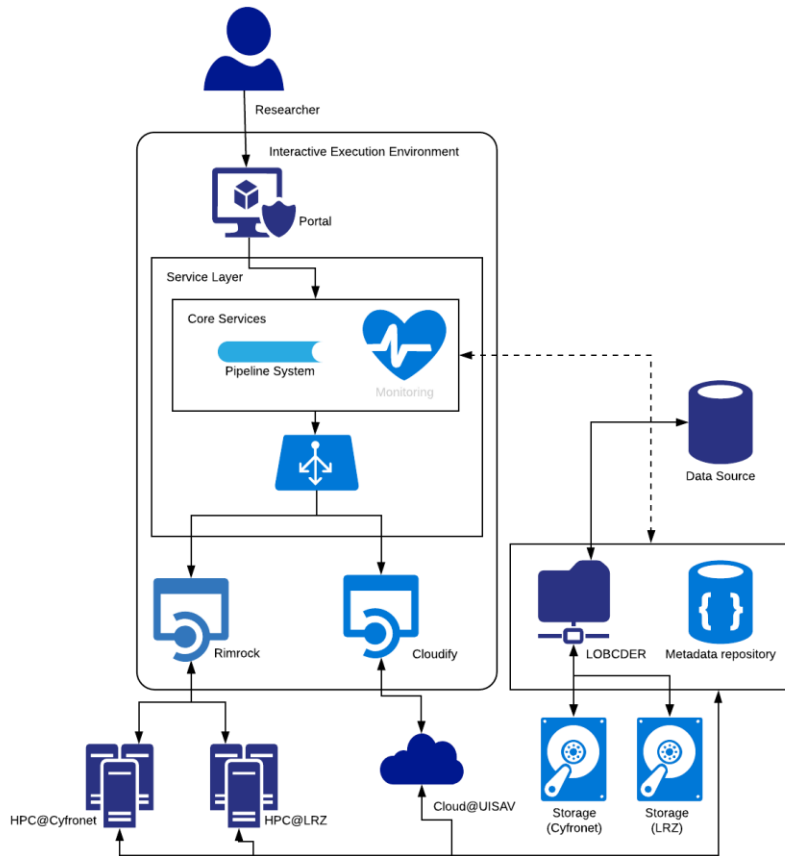 Researcher
Interactive Execution Environment
Portal
Service Layer
Core Services
Pipeline System
Monitoring
Data Source
Rimrock
Cloudify
LOBCDER
Metadata repository
HPC@Cyfronet
HPC@LRZ
Cloud@UISAV
Storage
(Cyfronet)
Storage
(LRZ)